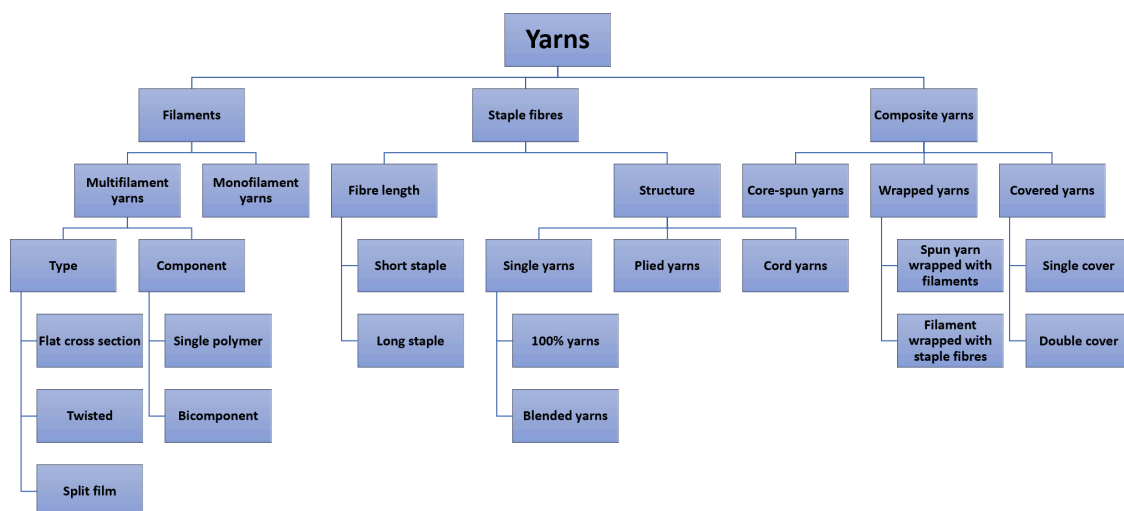 Yarns
Filaments
Staple fibres
Composite yarns
Multifilament
yarns
Monofilament
yarns
Fibre length
Structure
Core-spun yarns
Wrapped yarns
Covered yarns
Type
Component
Short staple
Single yarns
Plied yarns
Cord yarns
Spun yarn
wrapped with
filaments
Single cover
Flat cross section
Single polymer
Long staple
100% yarns
Filament
wrapped with
staple fibres
Double cover
Twisted
Bicomponent
Blended yarns
Split film